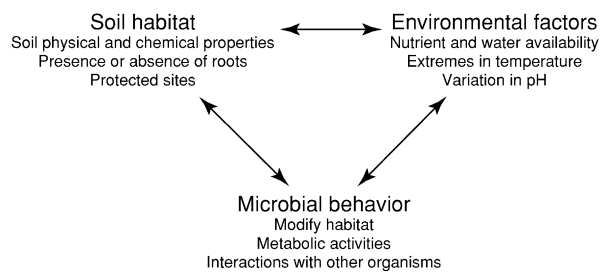 Soil habitat
Soil physical and chemical properties
Presence or absence of roots
Protected sites
Environmental factors
Nutrient and water availability
Extremes in temperature
Variation in pH
Microbial behavior
Modify habitat
Metabolic activities
Interactions with other organisms